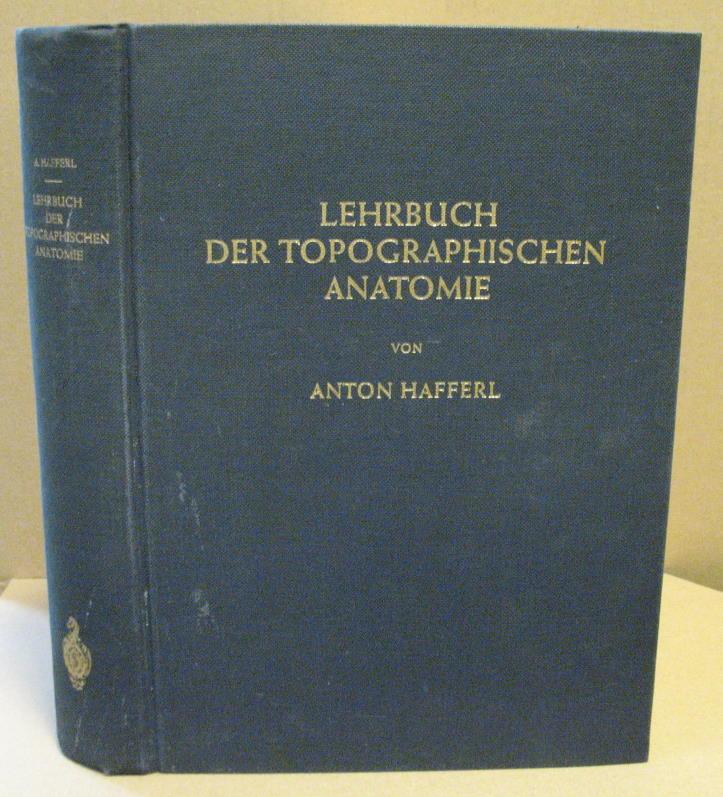 A. HAFFERL
LEHRBUCH
DER
TOPOGRAPHISCHEN
ANATOMIE
LEHRBUCH
DER TOPOGRAPHISCHEN
ANATOMIE
VON
ANTON HAFFERL